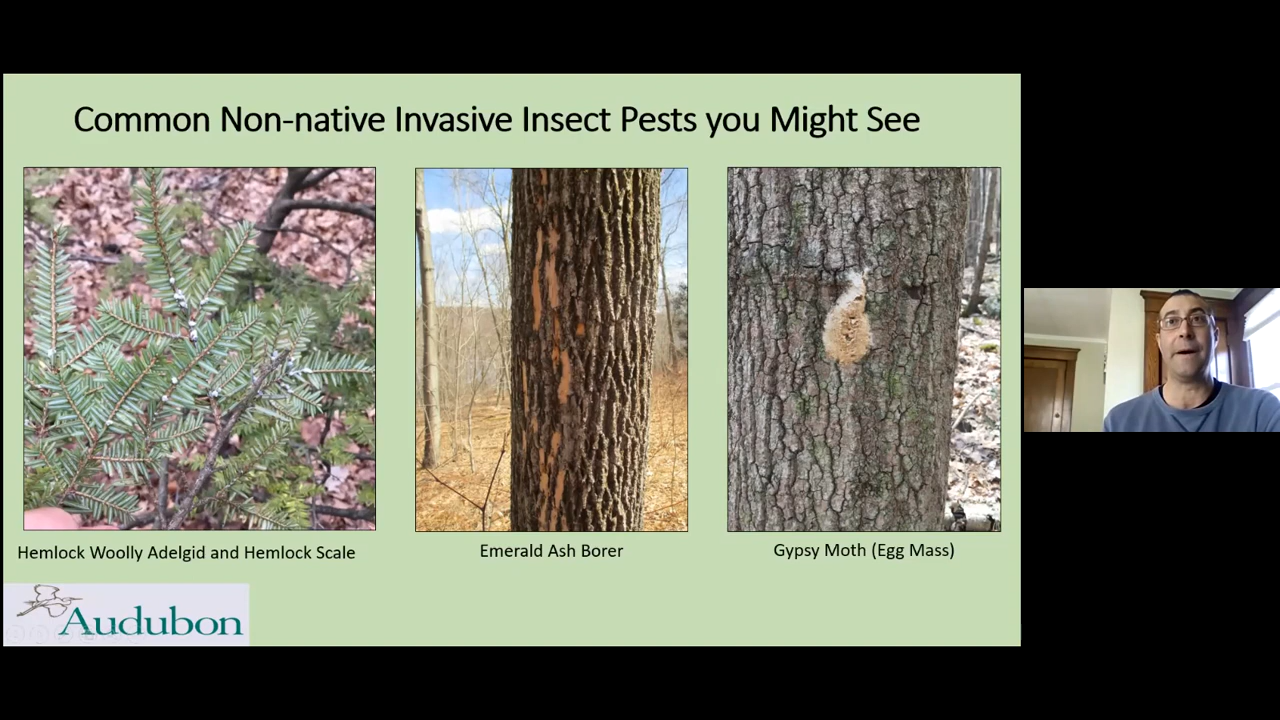 Common Non-native Invasive Insect Pests you Might See
Hemlock Woolly Adelgid and Hemlock Scale
Emerald Ash Borer
Gypsy Moth (Egg Mass)
Audubon